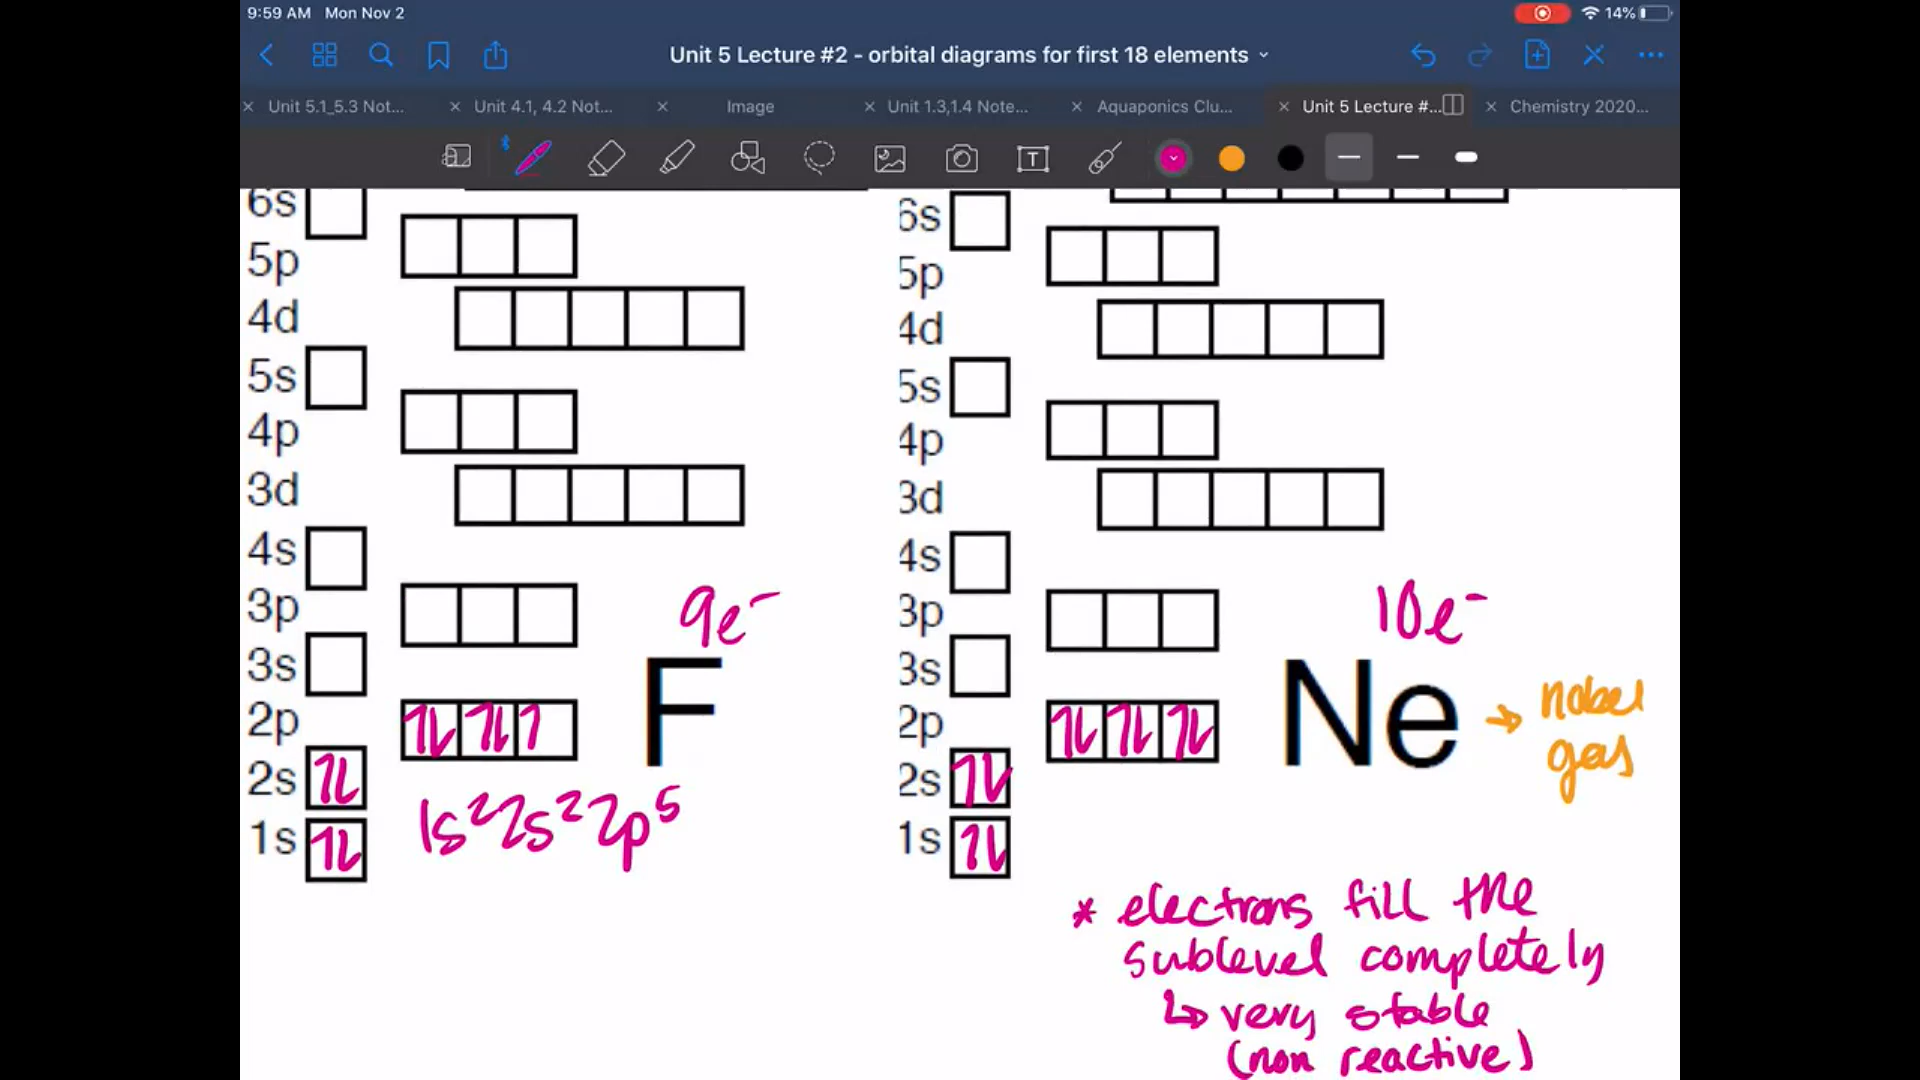 9:59 AM Mon Nov 2
14%
Unit 5 Lecture #2 - orbital diagrams for first 18 elements
Unit 5.1_5.3 Not...
Unit 4.1, 4.2 Not...
Image
Unit 1.3,1.4 Note...
Aquaponics Clu...
Unit 5 Lecture #...
Chemistry 2020...
T
6s
5p
4d
5s
4p
3d
4s
3p
3s
2p
2s
1s
9e⁻
F
1s²2s²2p⁵
6s
5p
4d
5s
4p
3d
4s
3p
3s
2p
2s
1s
10e⁻
Ne → nobel
gas
* electrons fill the
sublevel completely
↳ very stable
(non reactive)